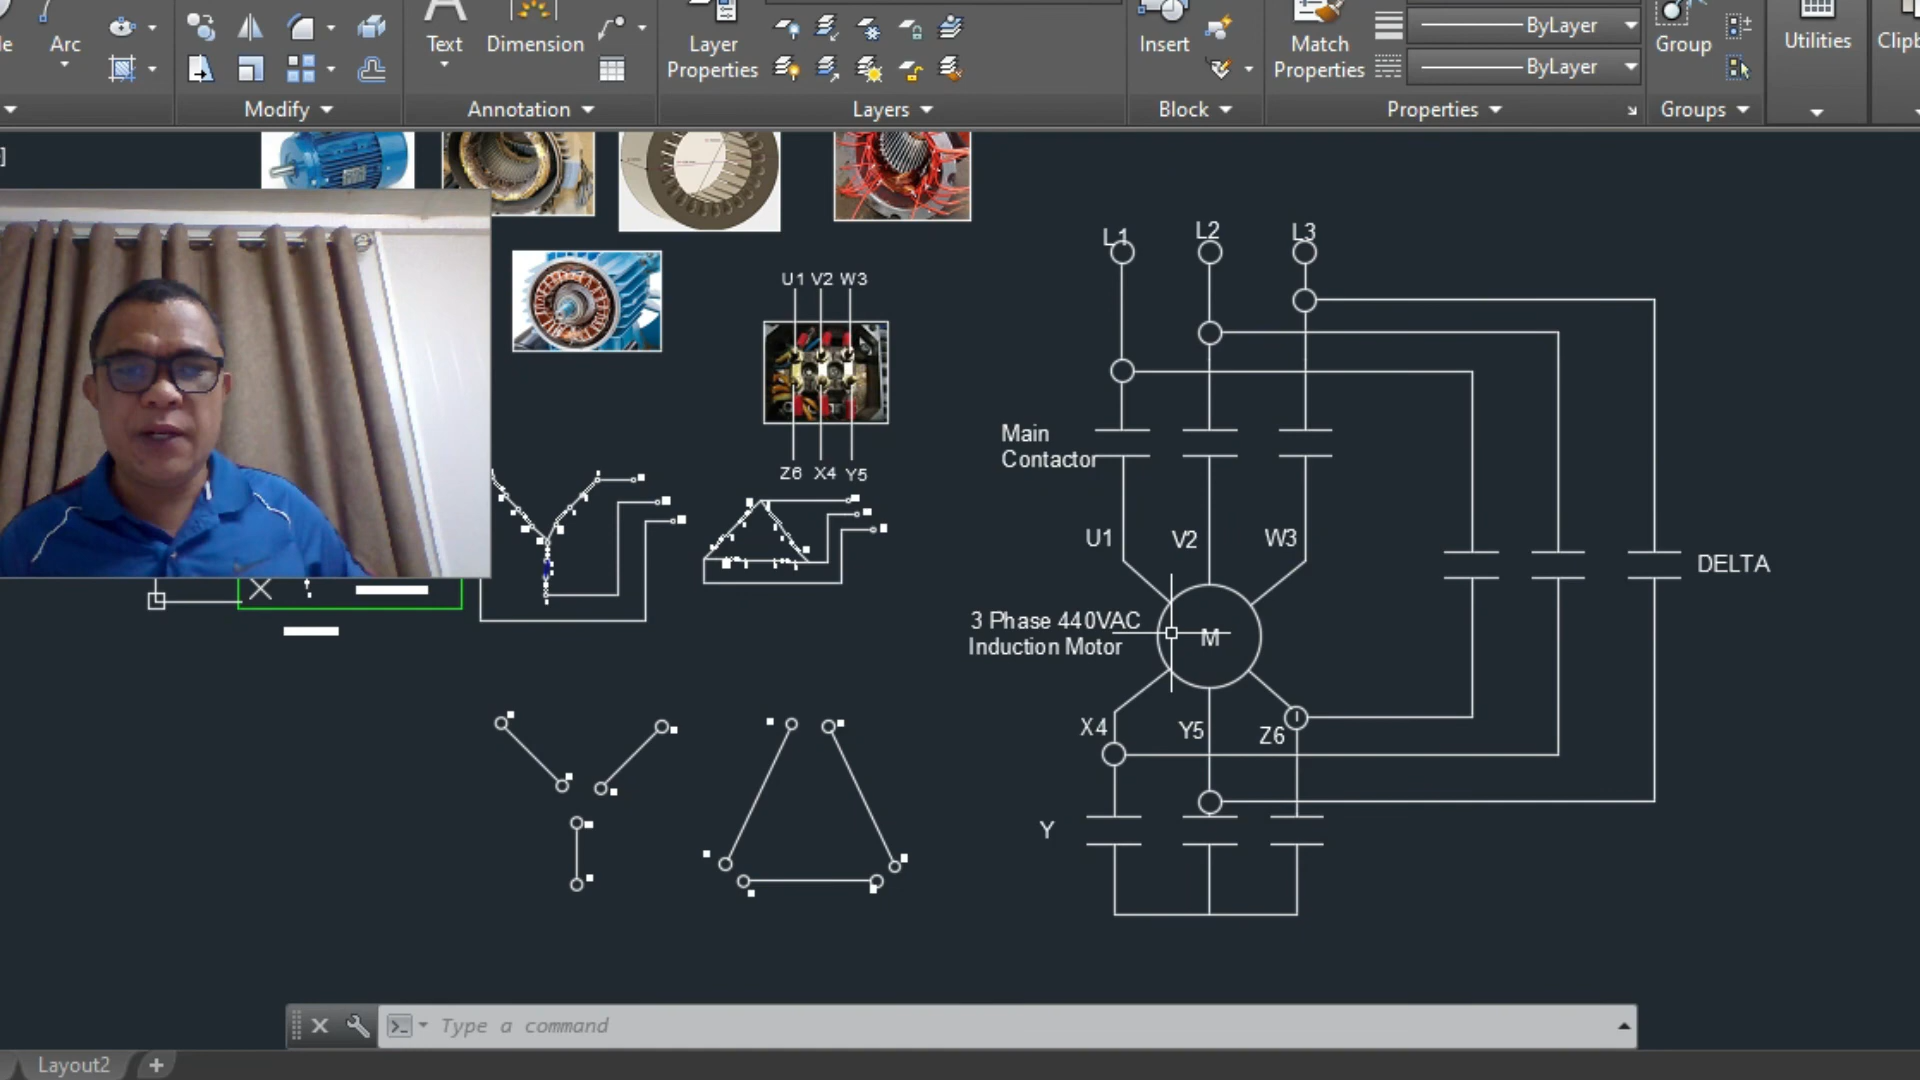 Arc
Text
Dimension
Layer
Properties
Insert
Match
Properties
ByLayer
ByLayer
Group
Utilities
Modify
Annotation
Layers
Block
Properties
Groups
]
L1
L2
L3
U1 V2 W3
Z6 X4 Y5
Main
Contactor
U1
V2
W3
DELTA
3 Phase 440VAC
Induction Motor
M
X4
Y5
Z6
Y
Type a command
Layout2